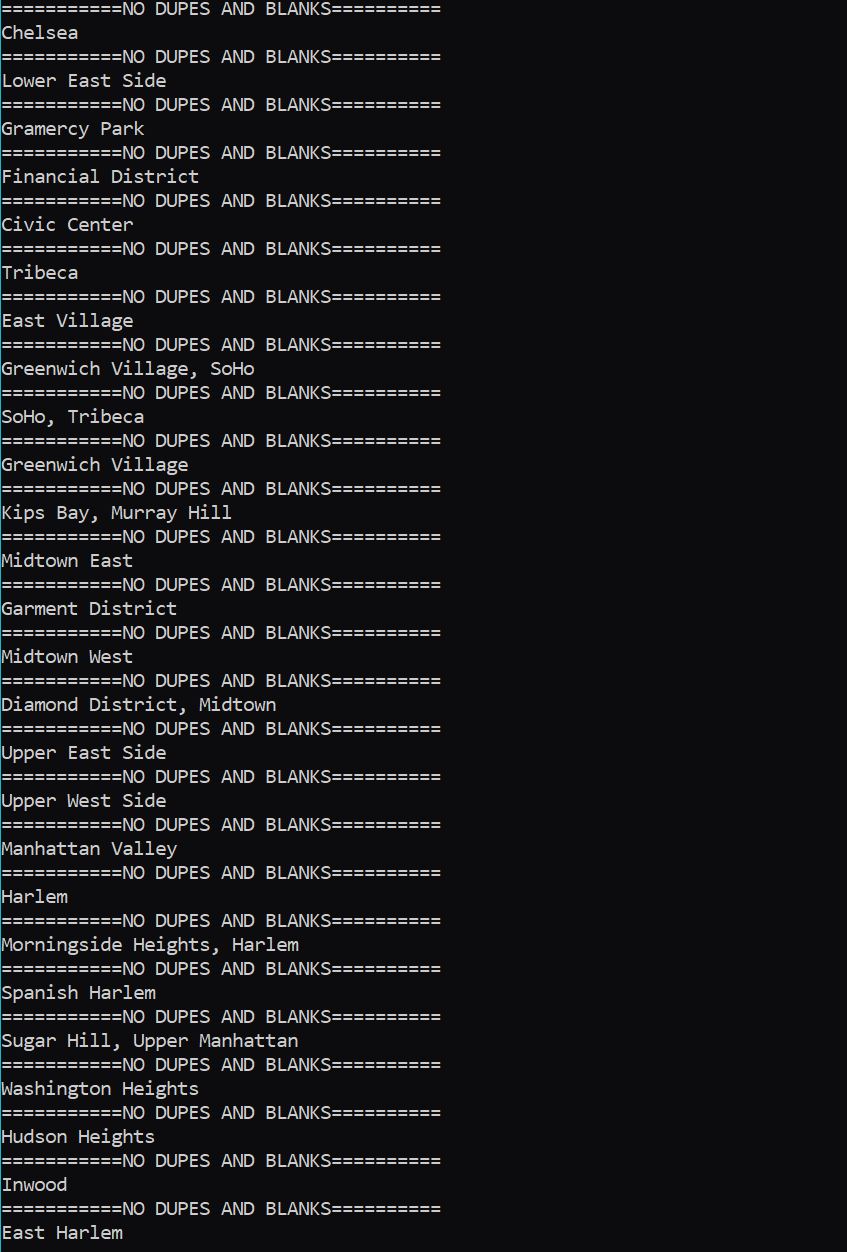 ===========NO DUPES AND BLANKS==========
Chelsea
===========NO DUPES AND BLANKS==========
Lower East Side
===========NO DUPES AND BLANKS==========
Gramercy Park
===========NO DUPES AND BLANKS==========
Financial District
===========NO DUPES AND BLANKS==========
Civic Center
===========NO DUPES AND BLANKS==========
Tribeca
===========NO DUPES AND BLANKS==========
East Village
===========NO DUPES AND BLANKS==========
Greenwich Village, SoHo
===========NO DUPES AND BLANKS==========
SoHo, Tribeca
===========NO DUPES AND BLANKS==========
Greenwich Village
===========NO DUPES AND BLANKS==========
Kips Bay, Murray Hill
===========NO DUPES AND BLANKS==========
Midtown East
===========NO DUPES AND BLANKS==========
Garment District
===========NO DUPES AND BLANKS==========
Midtown West
===========NO DUPES AND BLANKS==========
Diamond District, Midtown
===========NO DUPES AND BLANKS==========
Upper East Side
===========NO DUPES AND BLANKS==========
Upper West Side
===========NO DUPES AND BLANKS==========
Manhattan Valley
===========NO DUPES AND BLANKS==========
Harlem
===========NO DUPES AND BLANKS==========
Morningside Heights, Harlem
===========NO DUPES AND BLANKS==========
Spanish Harlem
===========NO DUPES AND BLANKS==========
Sugar Hill, Upper Manhattan
===========NO DUPES AND BLANKS==========
Washington Heights
===========NO DUPES AND BLANKS==========
Hudson Heights
===========NO DUPES AND BLANKS==========
Inwood
===========NO DUPES AND BLANKS==========
East Harlem